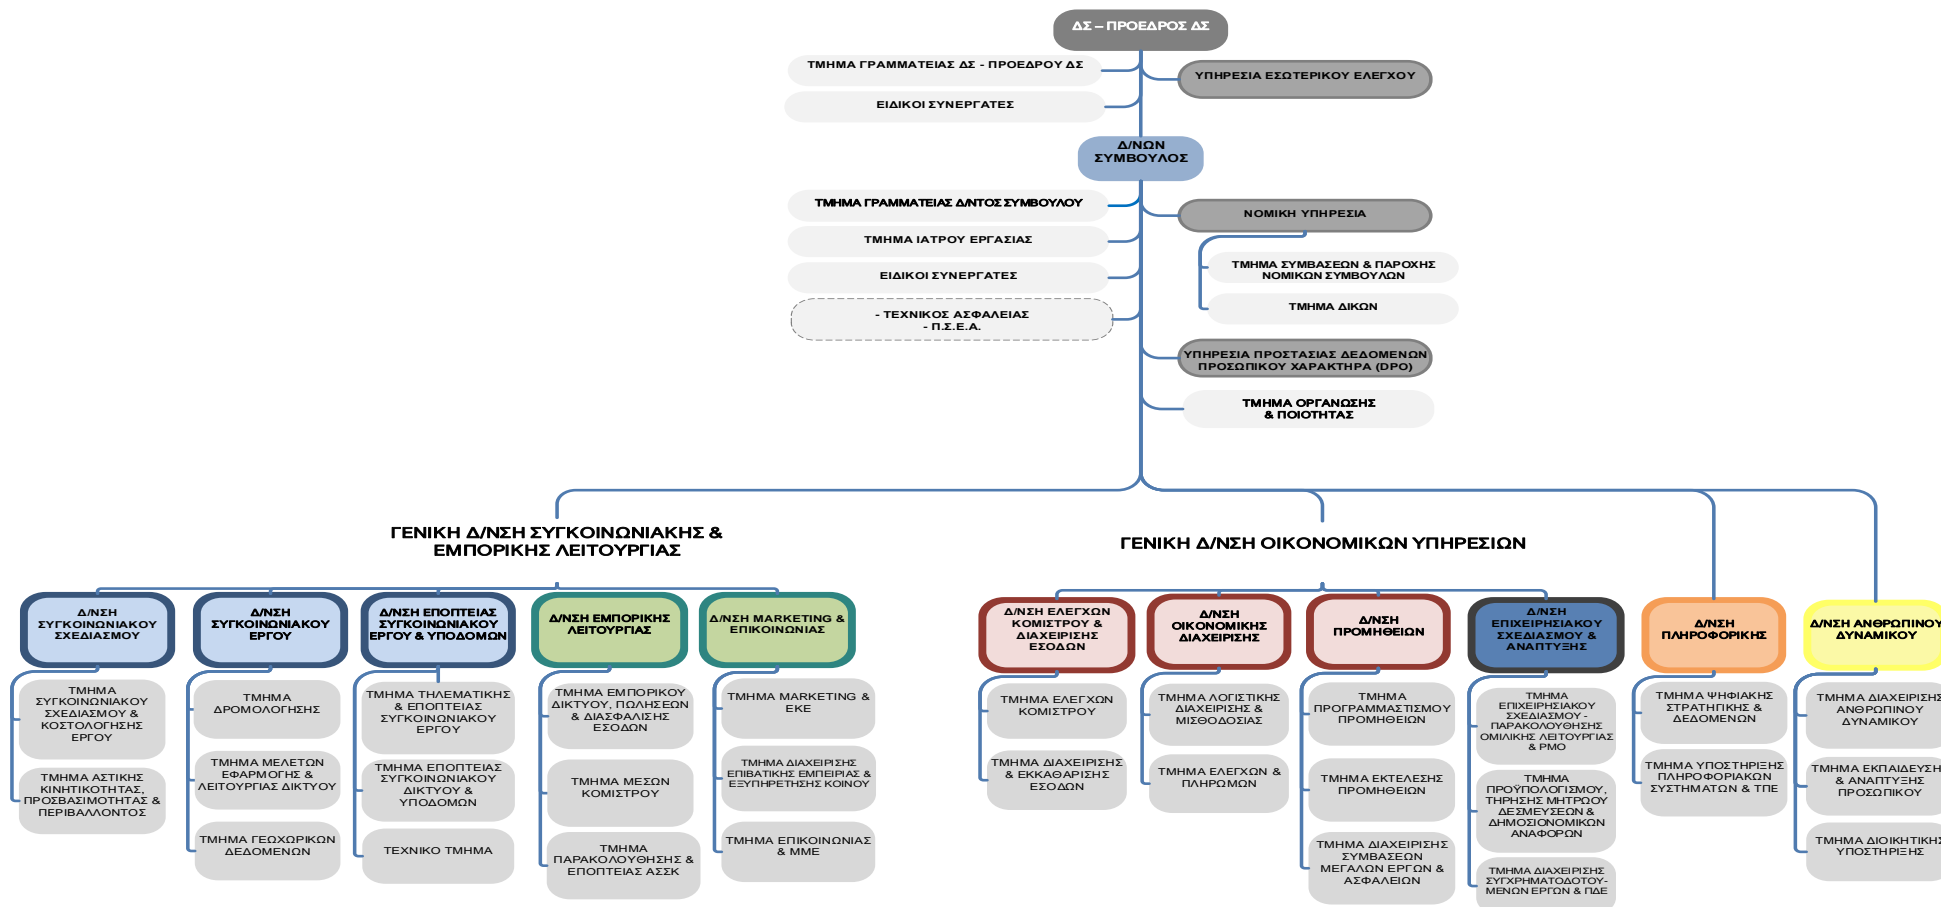 ΔΣ – ΠΡΟΕΔΡΟΣ ΔΣ
ΤΜΗΜΑ ΓΡΑΜΜΑΤΕΙΑΣ ΔΣ - ΠΡΟΕΔΡΟΥ ΔΣ
ΥΠΗΡΕΣΙΑ ΕΣΩΤΕΡΙΚΟΥ ΕΛΕΓΧΟΥ
ΕΙΔΙΚΟΙ ΣΥΝΕΡΓΑΤΕΣ
Δ/ΝΩΝ
ΣΥΜΒΟΥΛΟΣ
ΤΜΗΜΑ ΓΡΑΜΜΑΤΕΙΑΣ Δ/ΝΤΟΣ ΣΥΜΒΟΥΛΟΥ
ΤΜΗΜΑ ΙΑΤΡΟΥ ΕΡΓΑΣΙΑΣ
ΕΙΔΙΚΟΙ ΣΥΝΕΡΓΑΤΕΣ
- ΤΕΧΝΙΚΟΣ ΑΣΦΑΛΕΙΑΣ
- Π.Σ.Ε.Α.
ΝΟΜΙΚΗ ΥΠΗΡΕΣΙΑ
ΤΜΗΜΑ ΣΥΜΒΑΣΕΩΝ & ΠΑΡΟΧΗΣ
ΝΟΜΙΚΩΝ ΣΥΜΒΟΥΛΩΝ
ΤΜΗΜΑ ΔΙΚΩΝ
ΥΠΗΡΕΣΙΑ ΠΡΟΣΤΑΣΙΑΣ ΔΕΔΟΜΕΝΩΝ
ΠΡΟΣΩΠΙΚΟΥ ΧΑΡΑΚΤΗΡΑ (DPO)
ΤΜΗΜΑ ΟΡΓΑΝΩΣΗΣ
& ΠΟΙΟΤΗΤΑΣ
ΓΕΝΙΚΗ Δ/ΝΣΗ ΣΥΓΚΟΙΝΩΝΙΑΚΗΣ &
ΕΜΠΟΡΙΚΗΣ ΛΕΙΤΟΥΡΓΙΑΣ
ΓΕΝΙΚΗ Δ/ΝΣΗ ΟΙΚΟΝΟΜΙΚΩΝ ΥΠΗΡΕΣΙΩΝ
Δ/ΝΣΗ
ΣΥΓΚΟΙΝΩΝΙΑΚΟΥ
ΣΧΕΔΙΑΣΜΟΥ
ΤΜΗΜΑ
ΣΥΓΚΟΙΝΩΝΙΑΚΟΥ
ΣΧΕΔΙΑΣΜΟΥ &
ΚΟΣΤΟΛΟΓΗΣΗΣ
ΕΡΓΟΥ
ΤΜΗΜΑ ΑΣΤΙΚΗΣ
ΚΙΝΗΤΙΚΟΤΗΤΑΣ,
ΠΡΟΣΒΑΣΙΜΟΤΗΤΑΣ &
ΠΕΡΙΒΑΛΛΟΝΤΟΣ
Δ/ΝΣΗ
ΣΥΓΚΟΙΝΩΝΙΑΚΟΥ
ΕΡΓΟΥ
ΤΜΗΜΑ
ΔΡΟΜΟΛΟΓΗΣΗΣ
ΤΜΗΜΑ ΜΕΛΕΤΩΝ
ΕΦΑΡΜΟΓΗΣ &
ΛΕΙΤΟΥΡΓΙΑΣ ΔΙΚΤΥΟΥ
ΤΜΗΜΑ ΓΕΩΧΩΡΙΚΩΝ
ΔΕΔΟΜΕΝΩΝ
Δ/ΝΣΗ ΕΠΟΠΤΕΙΑΣ
ΣΥΓΚΟΙΝΩΝΙΑΚΟΥ
ΕΡΓΟΥ & ΥΠΟΔΟΜΩΝ
ΤΜΗΜΑ ΤΗΛΕΜΑΤΙΚΗΣ
& ΕΠΟΠΤΕΙΑΣ
ΣΥΓΚΟΙΝΩΝΙΑΚΟΥ
ΕΡΓΟΥ
ΤΜΗΜΑ ΕΠΟΠΤΕΙΑΣ
ΣΥΓΚΟΙΝΩΝΙΑΚΟΥ
ΔΙΚΤΥΟΥ &
ΥΠΟΔΟΜΩΝ
ΤΕΧΝΙΚΟ ΤΜΗΜΑ
Δ/ΝΣΗ ΕΜΠΟΡΙΚΗΣ
ΛΕΙΤΟΥΡΓΙΑΣ
ΤΜΗΜΑ ΕΜΠΟΡΙΚΟΥ
ΔΙΚΤΥΟΥ, ΠΩΛΗΣΕΩΝ
& ΔΙΑΣΦΑΛΙΣΗΣ
ΕΣΟΔΩΝ
ΤΜΗΜΑ ΜΕΣΩΝ
ΚΟΜΙΣΤΡΟΥ
ΤΜΗΜΑ
ΠΑΡΑΚΟΛΟΥΘΗΣΗΣ &
ΕΠΟΠΤΕΙΑΣ ΑΣΣΚ
Δ/ΝΣΗ MARKETING &
ΕΠΙΚΟΙΝΩΝΙΑΣ
ΤΜΗΜΑ MARKETING &
ΕΚΕ
ΤΜΗΜΑ ΔΙΑΧΕΙΡΙΣΗΣ
ΕΠΙΒΑΤΙΚΗΣ ΕΜΠΕΙΡΙΑΣ &
ΕΞΥΠΗΡΕΤΗΣΗΣ ΚΟΙΝΟΥ
ΤΜΗΜΑ ΕΠΙΚΟΙΝΩΝΙΑΣ
& ΜΜΕ
Δ/ΝΣΗ ΕΛΕΓΧΩΝ
ΚΟΜΙΣΤΡΟΥ &
ΔΙΑΧΕΙΡΙΣΗΣ
ΕΣΟΔΩΝ
ΤΜΗΜΑ ΕΛΕΓΧΩΝ
ΚΟΜΙΣΤΡΟΥ
ΤΜΗΜΑ ΔΙΑΧΕΙΡΙΣΗΣ
& ΕΚΚΑΘΑΡΙΣΗΣ
ΕΣΟΔΩΝ
Δ/ΝΣΗ
ΟΙΚΟΝΟΜΙΚΗΣ
ΔΙΑΧΕΙΡΙΣΗΣ
ΤΜΗΜΑ ΛΟΓΙΣΤΙΚΗΣ
ΔΙΑΧΕΙΡΙΣΗΣ &
ΜΙΣΘΟΔΟΣΙΑΣ
ΤΜΗΜΑ ΕΛΕΓΧΩΝ &
ΠΛΗΡΩΜΩΝ
Δ/ΝΣΗ
ΠΡΟΜΗΘΕΙΩΝ
ΤΜΗΜΑ
ΠΡΟΓΡΑΜΜΑΣΤΙΣΜΟΥ
ΠΡΟΜΗΘΕΙΩΝ
ΤΜΗΜΑ ΕΚΤΕΛΕΣΗΣ
ΠΡΟΜΗΘΕΙΩΝ
ΤΜΗΜΑ ΔΙΑΧΕΙΡΙΣΗΣ
ΣΥΜΒΑΣΕΩΝ
ΜΕΓΑΛΩΝ ΕΡΓΩΝ &
ΑΣΦΑΛΕΙΩΝ
Δ/ΝΣΗ
ΕΠΙΧΕΙΡΗΣΙΑΚΟΥ
ΣΧΕΔΙΑΣΜΟΥ &
ΑΝΑΠΤΥΞΗΣ
ΤΜΗΜΑ
ΕΠΙΧΕΙΡΗΣΙΑΚΟΥ
ΣΧΕΔΙΑΣΜΟΥ -
ΠΑΡΑΚΟΛΟΥΘΗΣΗΣ
ΟΜΙΛΙΚΗΣ ΛΕΙΤΟΥΡΓΙΑΣ
& PMO
ΤΜΗΜΑ
ΠΡΟΫΠΟΛΟΓΙΣΜΟΥ,
ΤΗΡΗΣΗΣ ΜΗΤΡΩΟΥ
ΔΕΣΜΕΥΣΕΩΝ &
ΔΗΜΟΣΙΟΝΟΜΙΚΩΝ
ΑΝΑΦΟΡΩΝ
ΤΜΗΜΑ ΔΙΑΧΕΙΡΙΣΗΣ
ΣΥΓΧΡΗΜΑΤΟΔΟΤΟΥ-
ΜΕΝΩΝ ΕΡΓΩΝ & ΠΔΕ
Δ/ΝΣΗ
ΠΛΗΡΟΦΟΡΙΚΗΣ
ΤΜΗΜΑ ΨΗΦΙΑΚΗΣ
ΣΤΡΑΤΗΓΙΚΗΣ &
ΔΕΔΟΜΕΝΩΝ
ΤΜΗΜΑ ΥΠΟΣΤΗΡΙΞΗΣ
ΠΛΗΡΟΦΟΡΙΑΚΩΝ
ΣΥΣΤΗΜΑΤΩΝ & ΤΠΕ
Δ/ΝΣΗ ΑΝΘΡΩΠΙΝΟΥ
ΔΥΝΑΜΙΚΟΥ
ΤΜΗΜΑ ΔΙΑΧΕΙΡΙΣΗΣ
ΑΝΘΡΩΠΙΝΟΥ
ΔΥΝΑΜΙΚΟΥ
ΤΜΗΜΑ ΕΚΠΑΙΔΕΥΣΗΣ
& ΑΝΑΠΤΥΞΗΣ
ΠΡΟΣΩΠΙΚΟΥ
ΤΜΗΜΑ ΔΙΟΙΚΗΤΙΚΗΣ
ΥΠΟΣΤΗΡΙΞΗΣ